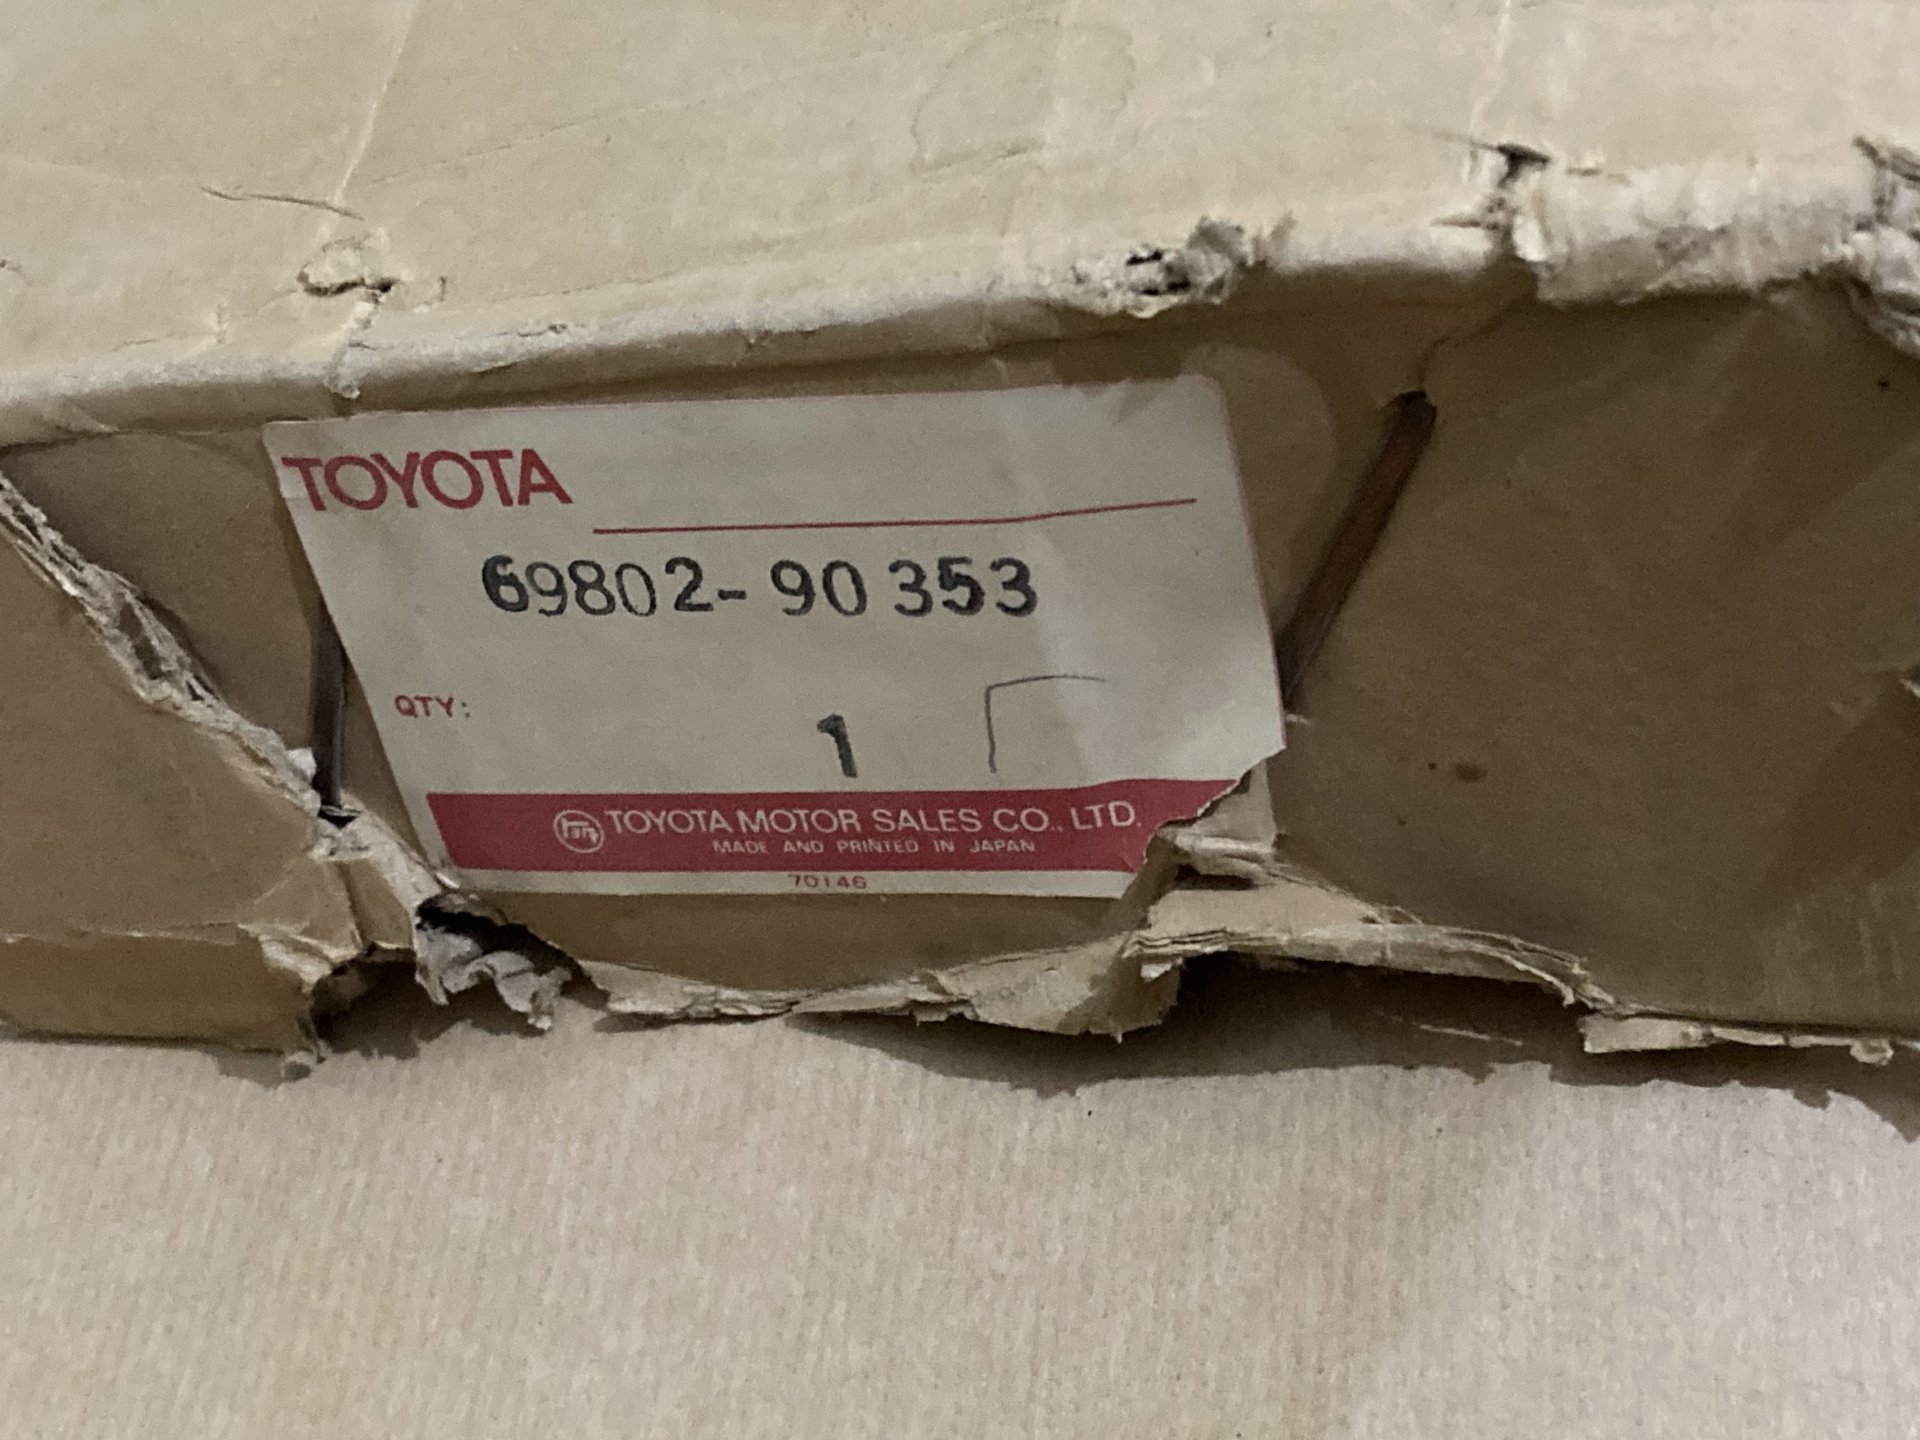 TOYOTA
69802-90353
QTY:
1
TOYOTA MOTOR SALES CO., LTD.
MADE AND PRINTED IN JAPAN
70146